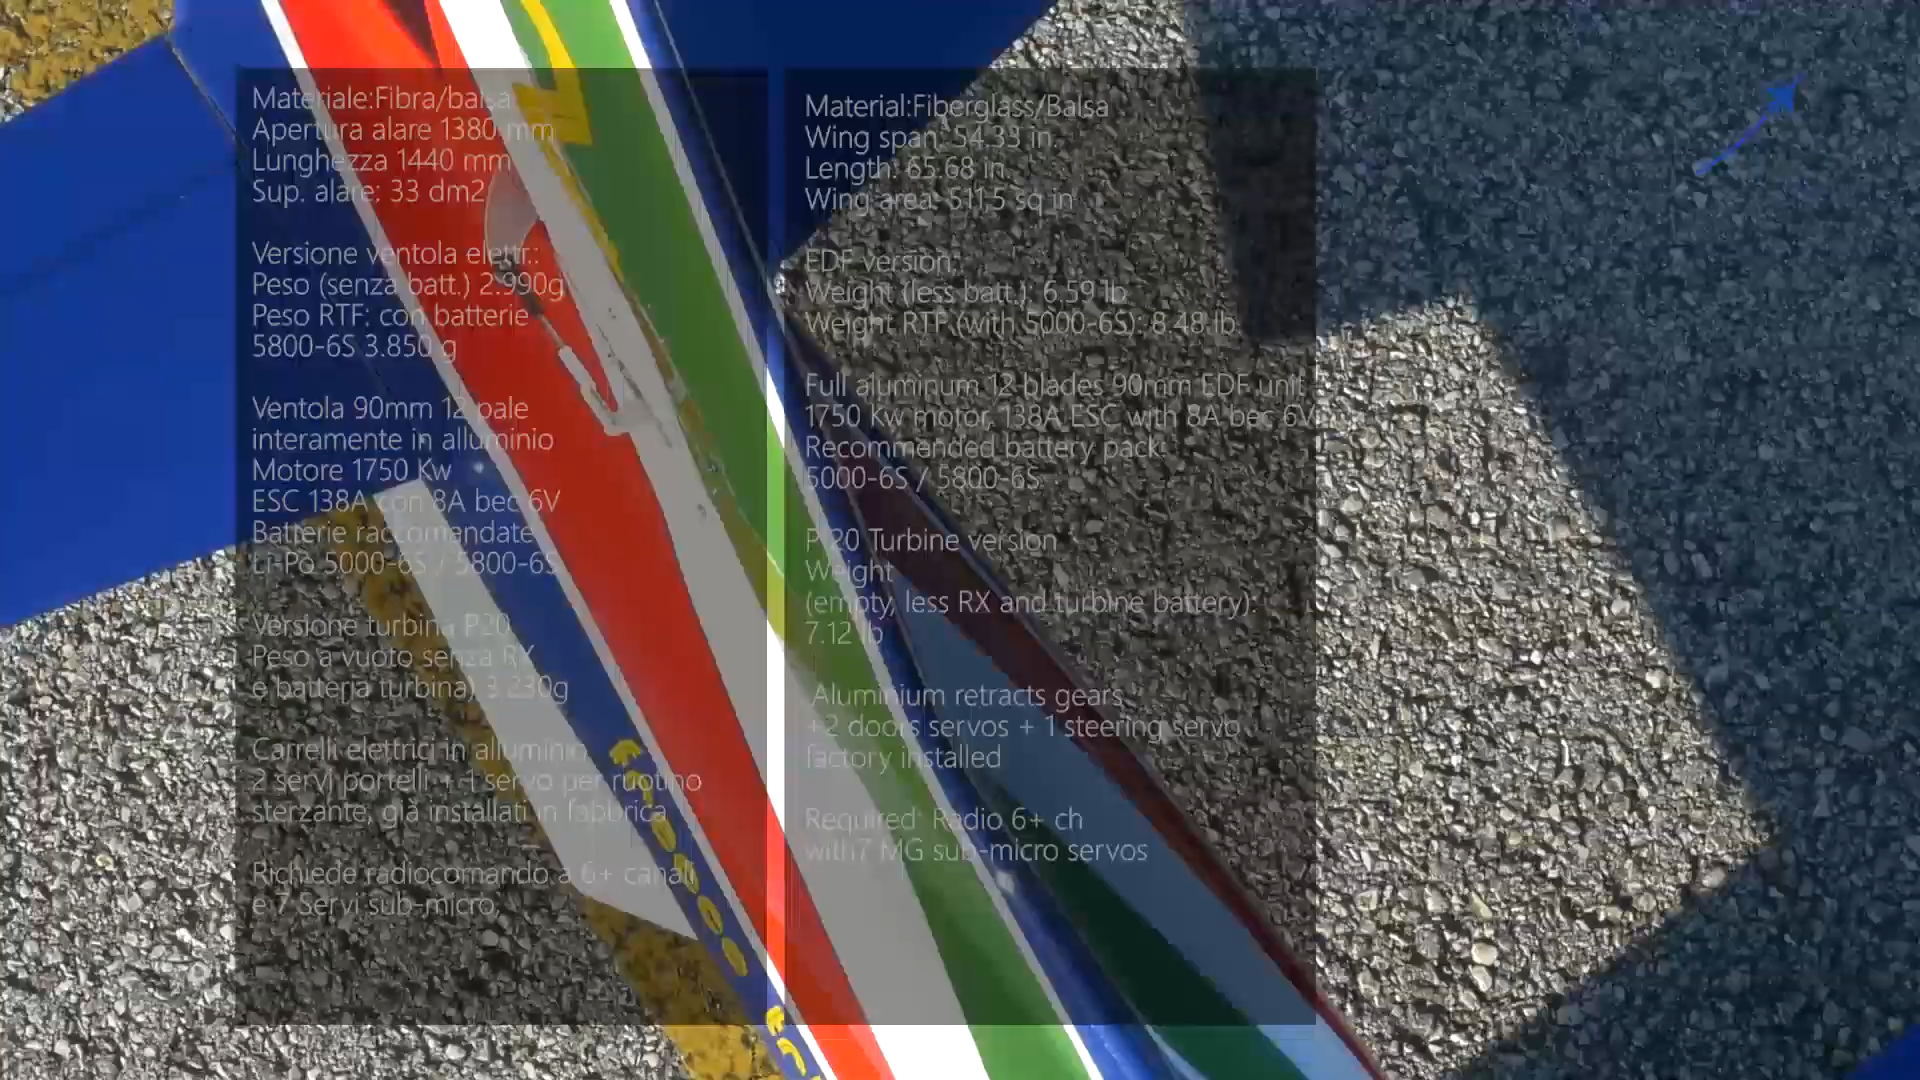 Materiale:Fibra/balsa
Apertura alare 1380 mm
Lunghezza 1440 mm
Sup. alare: 33 dm2
Versione ventola elettr.:
Peso (senza batt.) 2.990g
Peso RTF: con batterie
5800-6S 3.850 g
Ventola 90mm 12 pale
interamente in alluminio
Motore 1750 Kw
ESC 138A con 8A bec 6V
Batterie raccomandate
Li-Po 5000-6S / 5800-6S
Versione turbina P20
Peso a vuoto senza RX
e batteria turbina) 3.230g
Carrelli elettrici in alluminio
2 servi portelli + 1 servo per ruotino
sterzante, già installati in fabbrica
Richiede radiocomando a 6+ canali
e 7 Servi sub-micro,
Material:Fiberglass/Balsa
Wing span: 54.33 in.
Length: 65.68 in.
Wing area: 511.5 sq in
EDF version:
Weight (less batt.): 6.59 lb
Weight RTF (with 5000-6S): 8.48 lb
Full aluminum 12-blades 90mm EDF unit
1750 Kw motor, 138A ESC with 8A bec 6V
Recommended battery pack:
5000-6S / 5800-6S
P 20 Turbine version
Weight
(empty, less RX and turbine battery):
7.12 lb
Aluminium retracts gears
+2 doors servos + 1 steering servo
factory installed
Required: Radio 6+ ch
with7 MG sub-micro servos